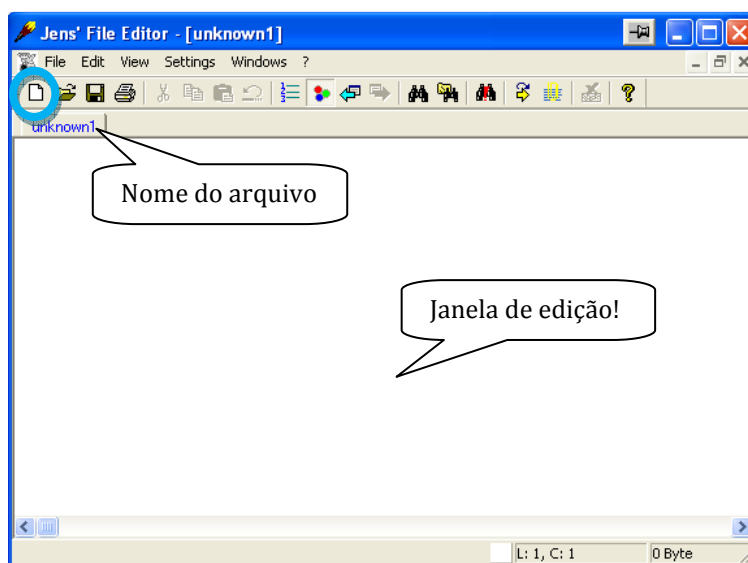 Jens' File Editor - [unknown1]
File Edit View Settings Windows ?
unknown1
Nome do arquivo
Janela de edição!
L: 1, C: 1 0 Byte